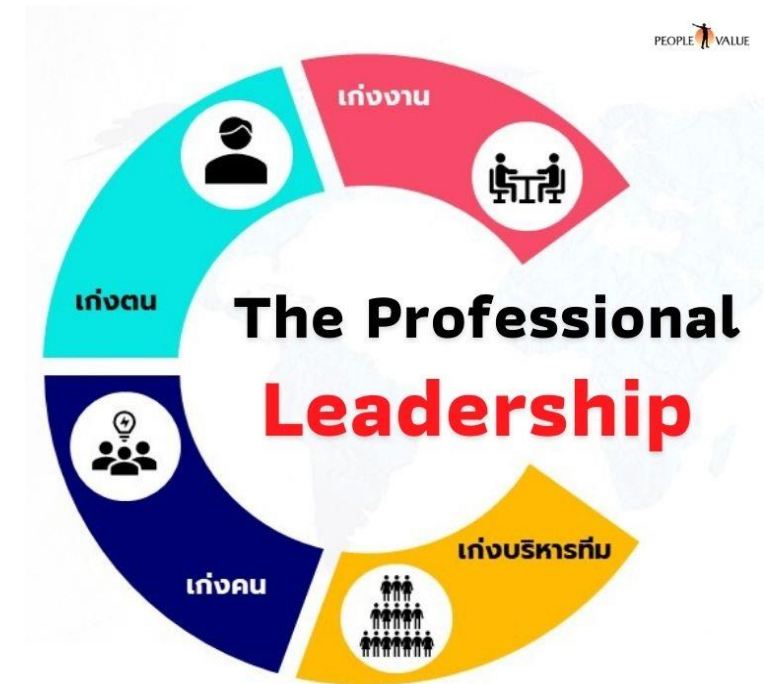 PEOPLE VALUE
เก่งงาน
เก่งตน
The Professional
Leadership
เก่งคน
เก่งบริหารทีม